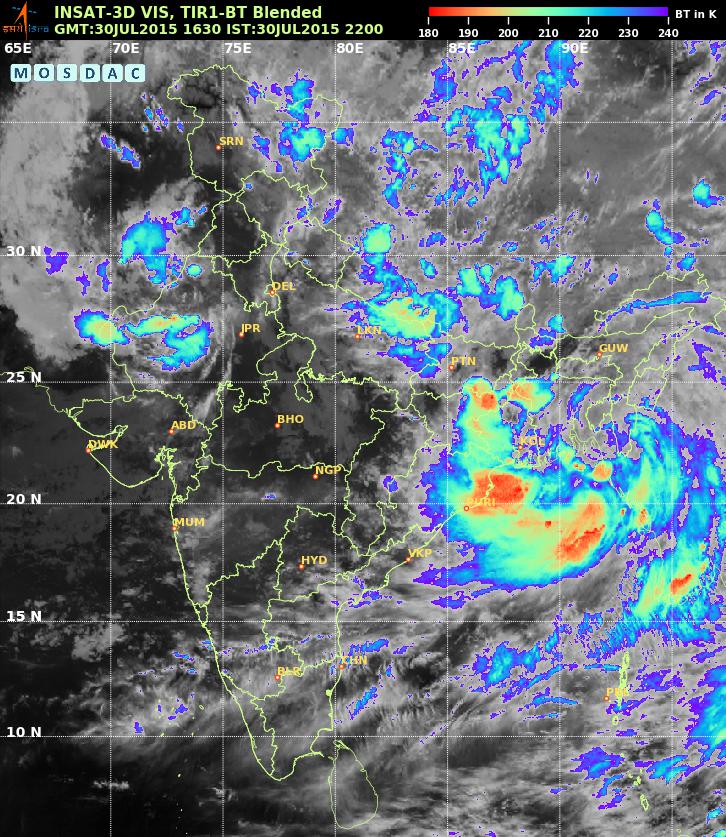 INSAT-3D VIS, TIR1-BT Blended
GMT:30JUL2015 1630 IST:30JUL2015 2200
BT in K
180 190 200 210 220 230 240
65E 70E 75E 80E 85E 90E
M O S D A C
SRN
30 N
DEL
JPR
LKN
GUW
PTN
25 N
ABD
BHO
KOL
DWK
NGP
20 N
PURI
MUM
VKP
HYD
15 N
CHN
BLR
PBL
10 N